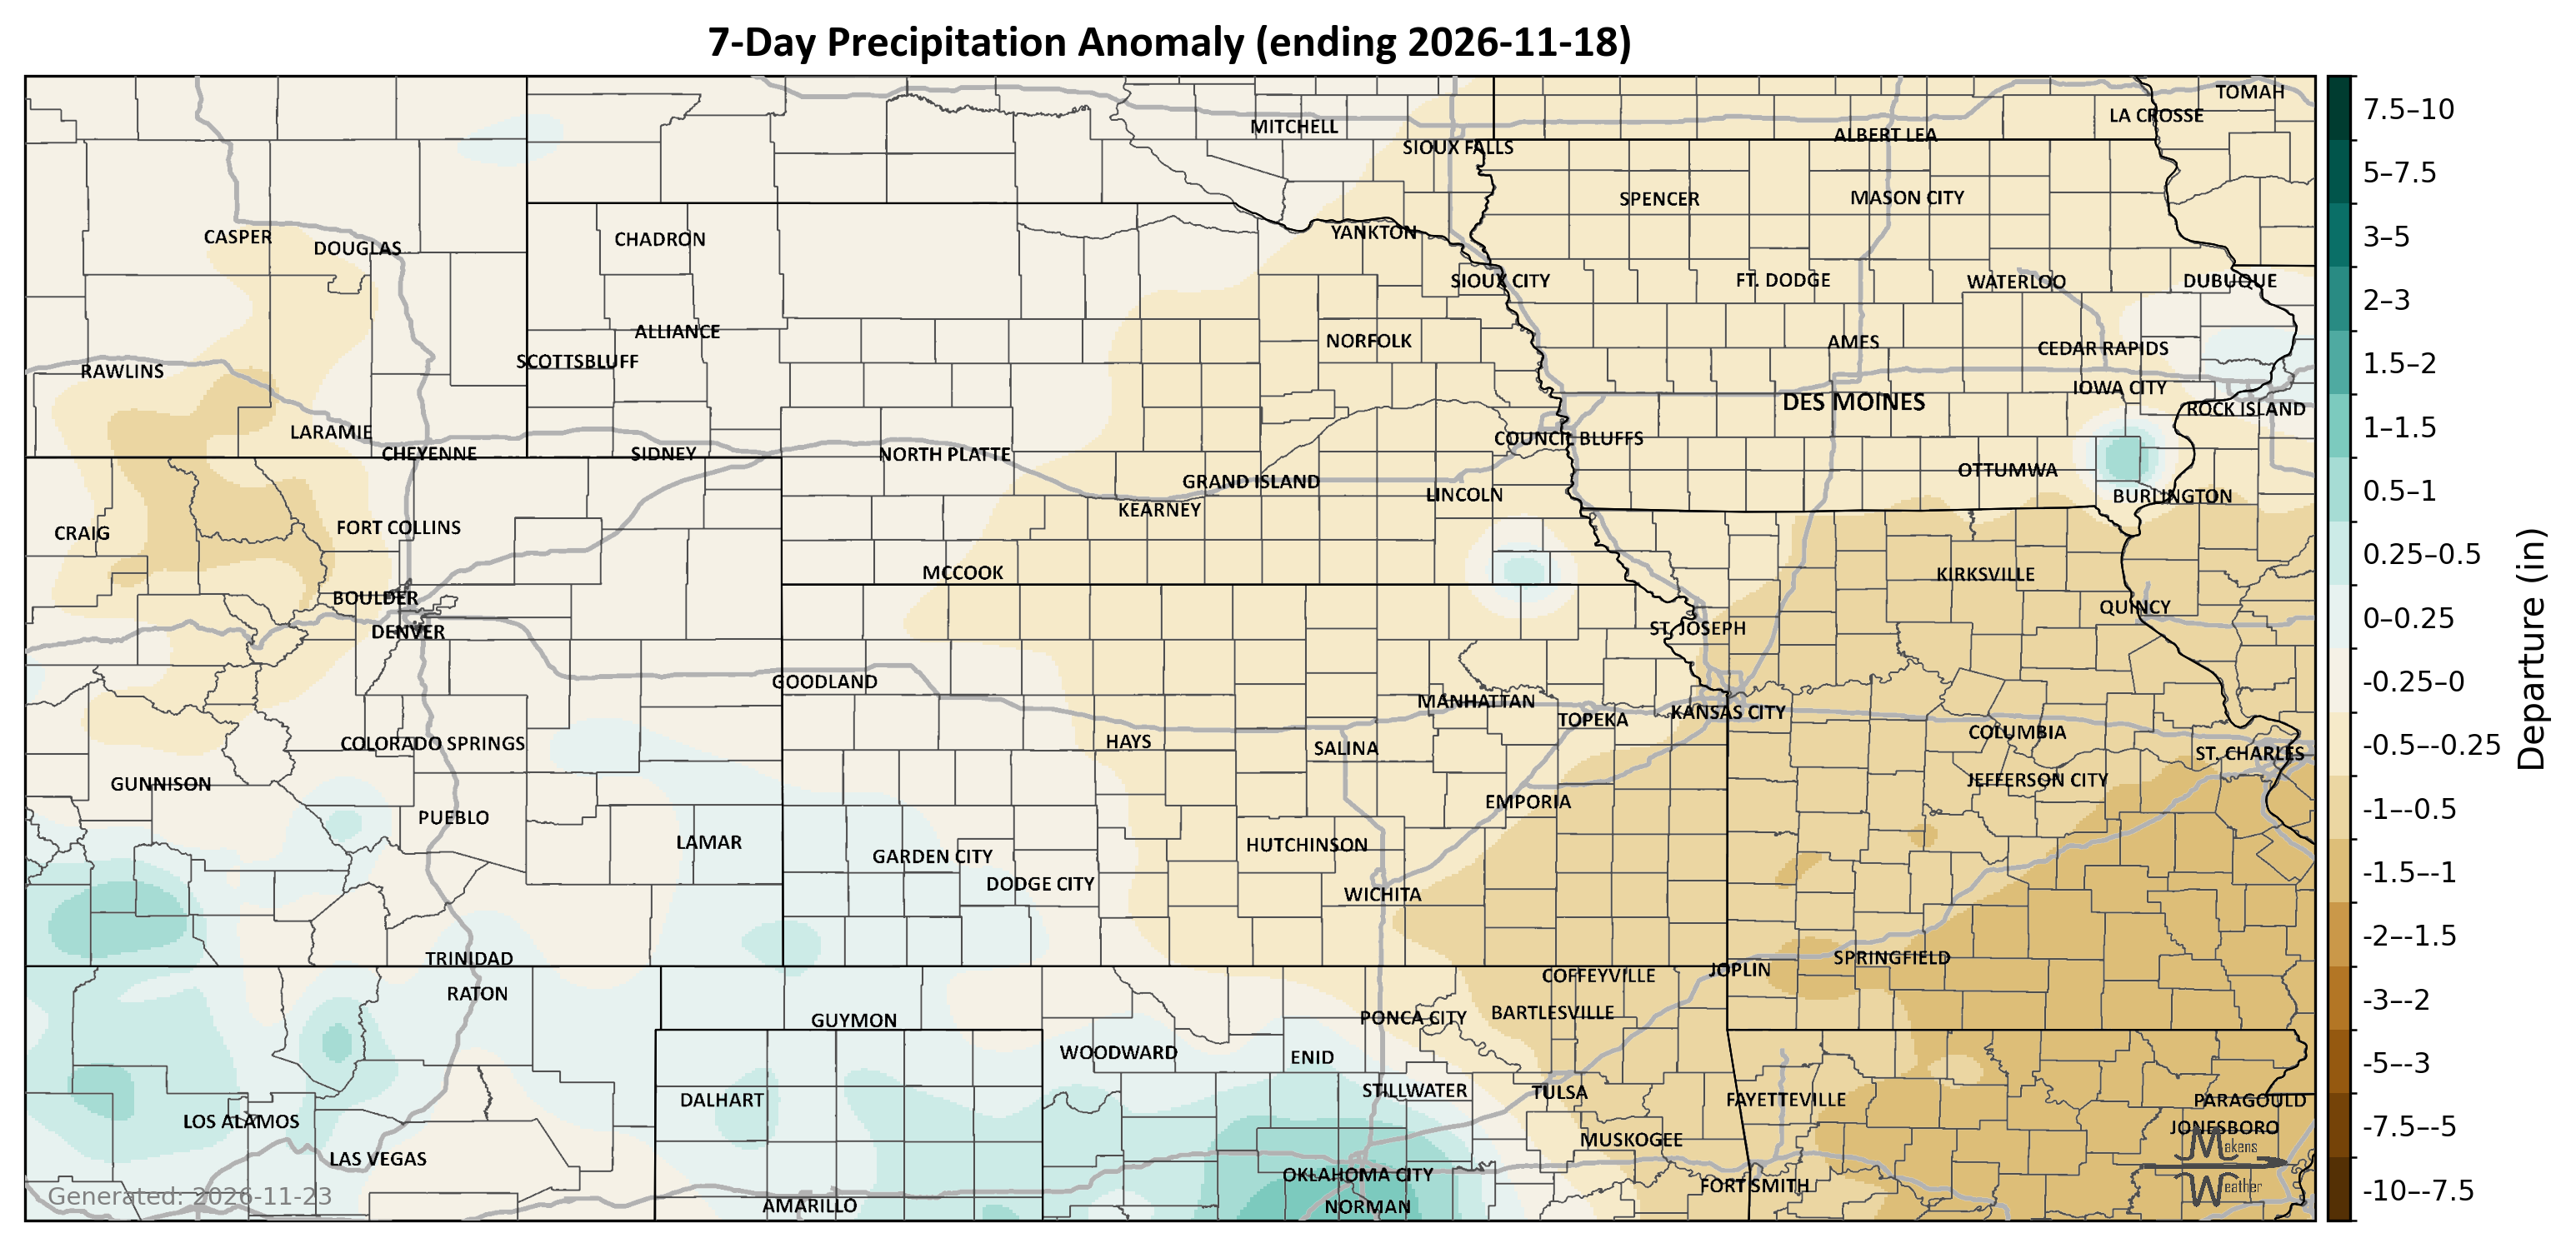 7-Day Precipitation Anomaly (ending 2026-11-18)
TOMAH
LA CROSSE
MITCHELL
ALBERT LEA
SIOUX FALLS
SPENCER
MASON CITY
YANKTON
CASPER
CHADRON
DOUGLAS
SIOUX CITY
FT. DODGE
WATERLOO
DUBUQUE
ALLIANCE
NORFOLK
AMES
CEDAR RAPIDS
SCOTTSBLUFF
RAWLINS
IOWA CITY
DES MOINES
ROCK ISLAND
LARAMIE
COUNCIL BLUFFS
CHEYENNE
SIDNEY
NORTH PLATTE
OTTUMWA
GRAND ISLAND
LINCOLN
BURLINGTON
KEARNEY
CRAIG
FORT COLLINS
MCCOOK
KIRKSVILLE
BOULDER
QUINCY
DENVER
ST. JOSEPH
GOODLAND
MANHATTAN
TOPEKA
KANSAS CITY
COLUMBIA
COLORADO SPRINGS
HAYS
SALINA
ST. CHARLES
GUNNISON
JEFFERSON CITY
EMPORIA
PUEBLO
LAMAR
HUTCHINSON
GARDEN CITY
DODGE CITY
WICHITA
TRINIDAD
SPRINGFIELD
JOPLIN
COFFEYVILLE
RATON
GUYMON
PONCA CITY
BARTLESVILLE
WOODWARD
ENID
STILLWATER
TULSA
DALHART
FAYETTEVILLE
PARAGOULD
LOS ALAMOS
JONESBORO
MUSKOGEE
LAS VEGAS
OKLAHOMA CITY
FORT SMITH
AMARILLO
NORMAN
Generated: 2026-11-23
Makens
Weather
7.5–10
5–7.5
3–5
2–3
1.5–2
1–1.5
0.5–1
0.25–0.5
0–0.25
-0.25–0
-0.5–-0.25
-1–-0.5
-1.5–-1
-2–-1.5
-3–-2
-5–-3
-7.5–-5
-10–-7.5
Departure (in)